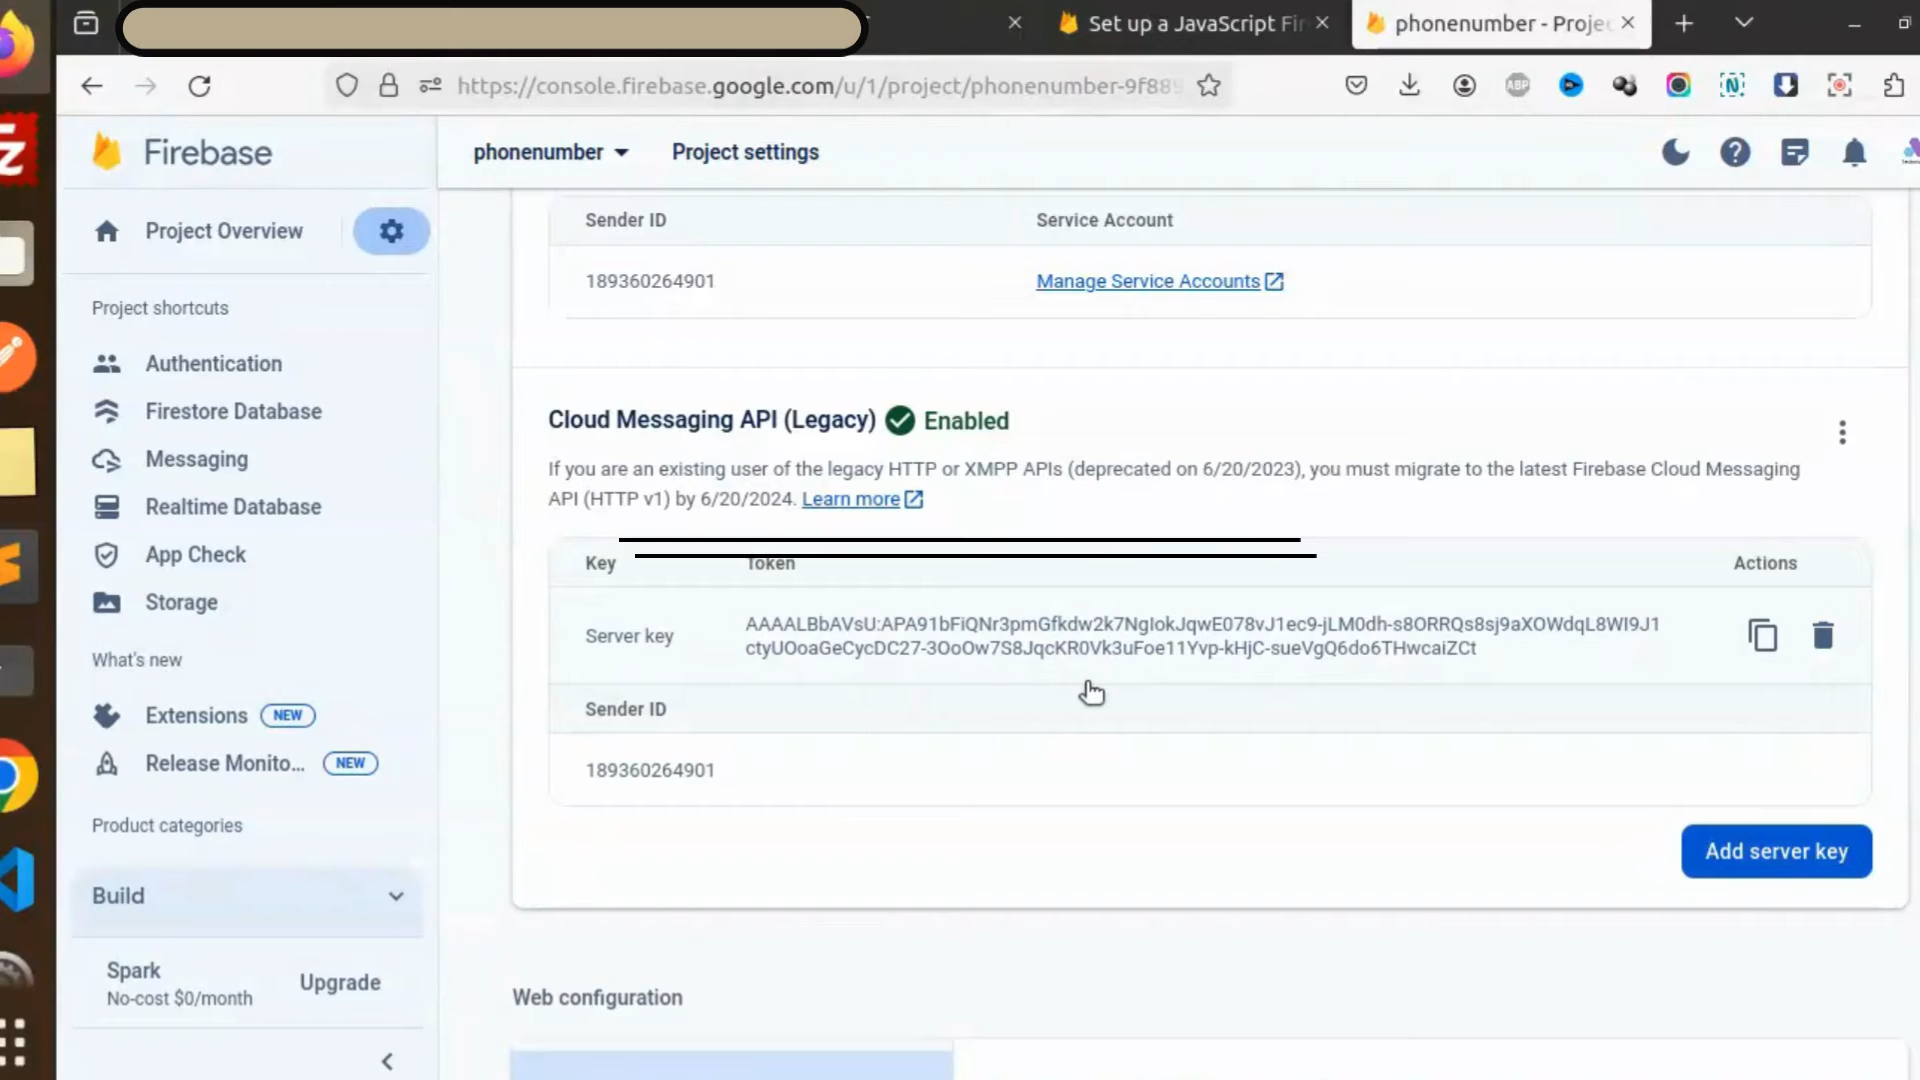 Set up a JavaScript Fir
phonenumber - Projec
https://console.firebase.google.com/u/1/project/phonenumber-9f889
Firebase
phonenumber
Project settings
Project Overview
Sender ID
Service Account
189360264901
Manage Service Accounts
Project shortcuts
Authentication
Firestore Database
Messaging
Realtime Database
App Check
Storage
What's new
Extensions NEW
Release Monito... NEW
Product categories
Build
Spark
No-cost $0/month
Upgrade
Cloud Messaging API (Legacy) Enabled
If you are an existing user of the legacy HTTP or XMPP APIs (deprecated on 6/20/2023), you must migrate to the latest Firebase Cloud Messaging
API (HTTP v1) by 6/20/2024. Learn more
Key
Token
Actions
Server key
AAAALBbAVsU:APA91bFiQNr3pmGfkdw2k7NgIokJqwE078vJ1ec9-jLM0dh-s8ORRQs8sj9aXOWdqL8WI9J1
ctyUOoaGeCycDC27-3OoOw7S8JqcKR0Vk3uFoe11Yvp-kHjC-sueVgQ6do6THwcaiZCt
Sender ID
189360264901
Add server key
Web configuration